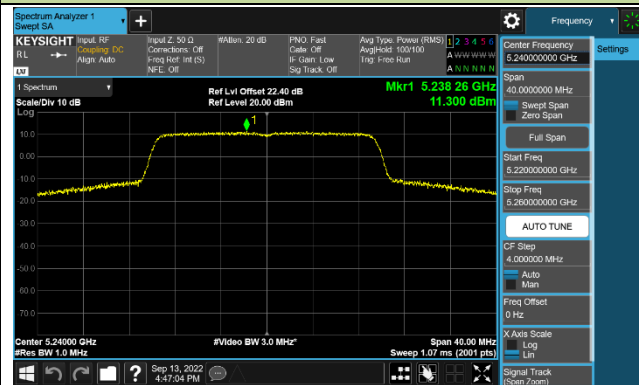 Spectrum Analyzer 1
Swept SA
Frequency
KEYSIGHT
RL
LXI
Input: RF
Coupling: DC
Align: Auto
Input Z: 50 Ω
Corrections: Off
Freq Ref: Int (S)
NFE: Off
#Atten: 20 dB
PNO: Fast
Gate: Off
IF Gain: Low
Sig Track: Off
Avg Type: Power (RMS)
Avg|Hold: 100/100
Trig: Free Run
1 2 3 4 5 6
A W W W W W
A N N N N N
1 Spectrum
Scale/Div 10 dB
Log
Ref Lvl Offset 22.40 dB
Ref Level 20.00 dBm
Mkr1 5.238 26 GHz
11.300 dBm
1
10.0
0.00
-10.0
-20.0
-30.0
-40.0
-50.0
-60.0
-70.0
Center 5.24000 GHz
#Res BW 1.0 MHz
#Video BW 3.0 MHz*
Span 40.00 MHz
Sweep 1.07 ms (2001 pts)
Sep 13, 2022
4:47:04 PM
Center Frequency
5.240000000 GHz
Settings
Span
40.0000000 MHz
Swept Span
Zero Span
Full Span
Start Freq
5.220000000 GHz
Stop Freq
5.260000000 GHz
AUTO TUNE
CF Step
4.000000 MHz
Auto
Man
Freq Offset
0 Hz
X Axis Scale
Log
Lin
Signal Track
(Span Zoom)